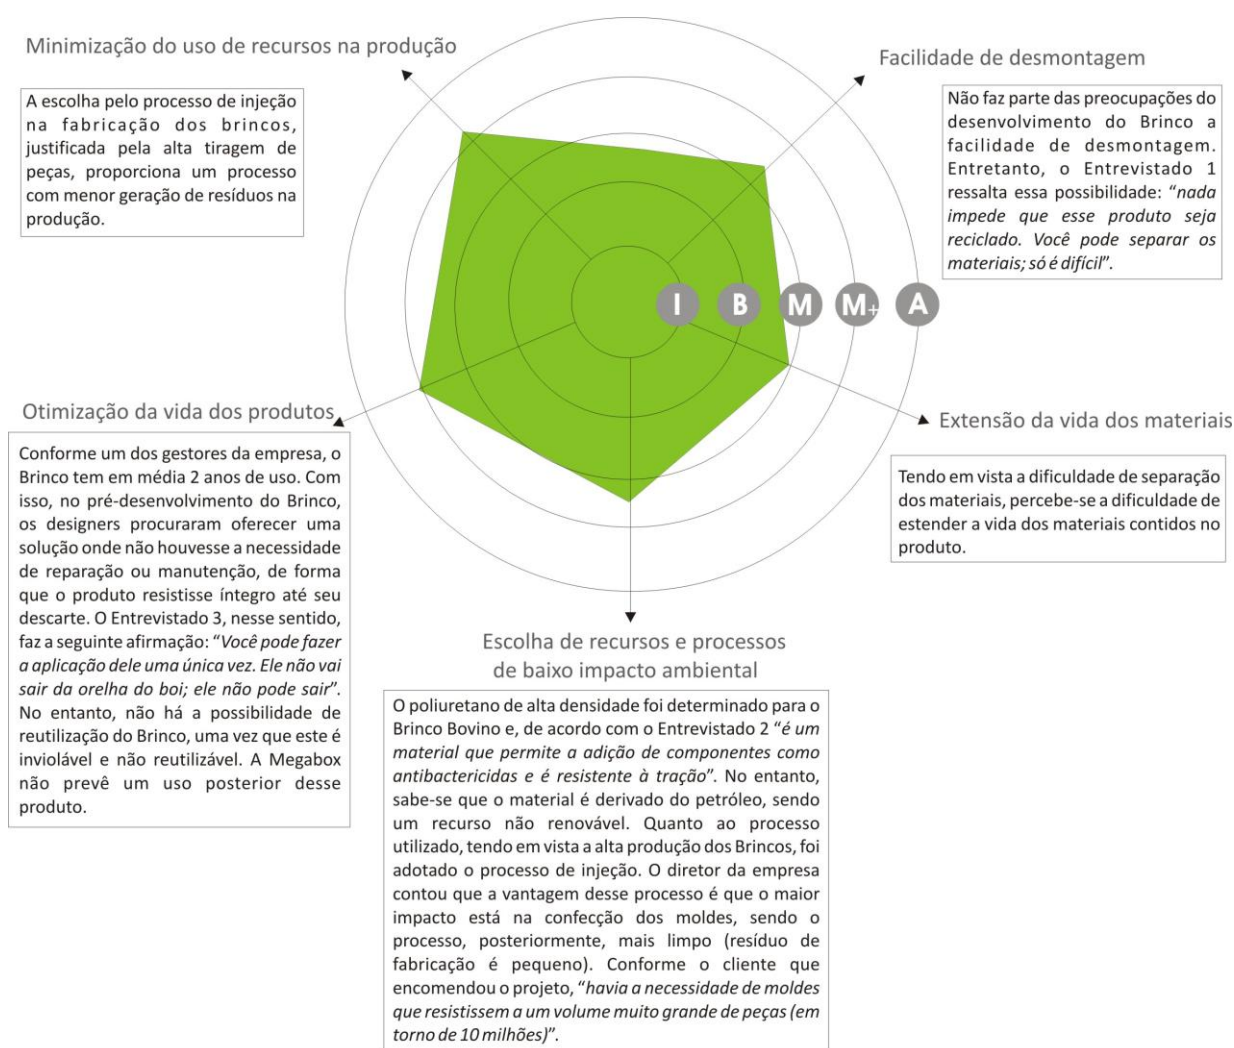 Minimização do uso de recursos na produção
A escolha pelo processo de injeção
na fabricação dos brincos,
justificada pela alta tiragem de
peças, proporciona um processo
com menor geração de resíduos na
produção.
Facilidade de desmontagem
Não faz parte das preocupações do
desenvolvimento do Brinco a
facilidade de desmontagem.
Entretanto, o Entrevistado 1
ressalta essa possibilidade: “nada
impede que esse produto seja
reciclado. Você pode separar os
materiais; só é difícil”.
I B M M+ A
Otimização da vida dos produtos
Conforme um dos gestores da empresa, o
Brinco tem em média 2 anos de uso. Com
isso, no pré-desenvolvimento do Brinco,
os designers procuraram oferecer uma
solução onde não houvesse a necessidade
de reparação ou manutenção, de forma
que o produto resistisse íntegro até seu
descarte. O Entrevistado 3, nesse sentido,
faz a seguinte afirmação: “Você pode fazer
a aplicação dele uma única vez. Ele não vai
sair da orelha do boi; ele não pode sair”.
No entanto, não há a possibilidade de
reutilização do Brinco, uma vez que este é
inviolável e não reutilizável. A Megabox
não prevê um uso posterior desse
produto.
Extensão da vida dos materiais
Tendo em vista a dificuldade de separação
dos materiais, percebe-se a dificuldade de
estender a vida dos materiais contidos no
produto.
Escolha de recursos e processos
de baixo impacto ambiental
O poliuretano de alta densidade foi determinado para o
Brinco Bovino e, de acordo com o Entrevistado 2 “é um
material que permite a adição de componentes como
antibactericidas e é resistente à tração”. No entanto,
sabe-se que o material é derivado do petróleo, sendo
um recurso não renovável. Quanto ao processo
utilizado, tendo em vista a alta produção dos Brincos, foi
adotado o processo de injeção. O diretor da empresa
contou que a vantagem desse processo é que o maior
impacto está na confecção dos moldes, sendo o
processo, posteriormente, mais limpo (resíduo de
fabricação é pequeno). Conforme o cliente que
encomendou o projeto, “havia a necessidade de moldes
que resistissem a um volume muito grande de peças (em
torno de 10 milhões)”.